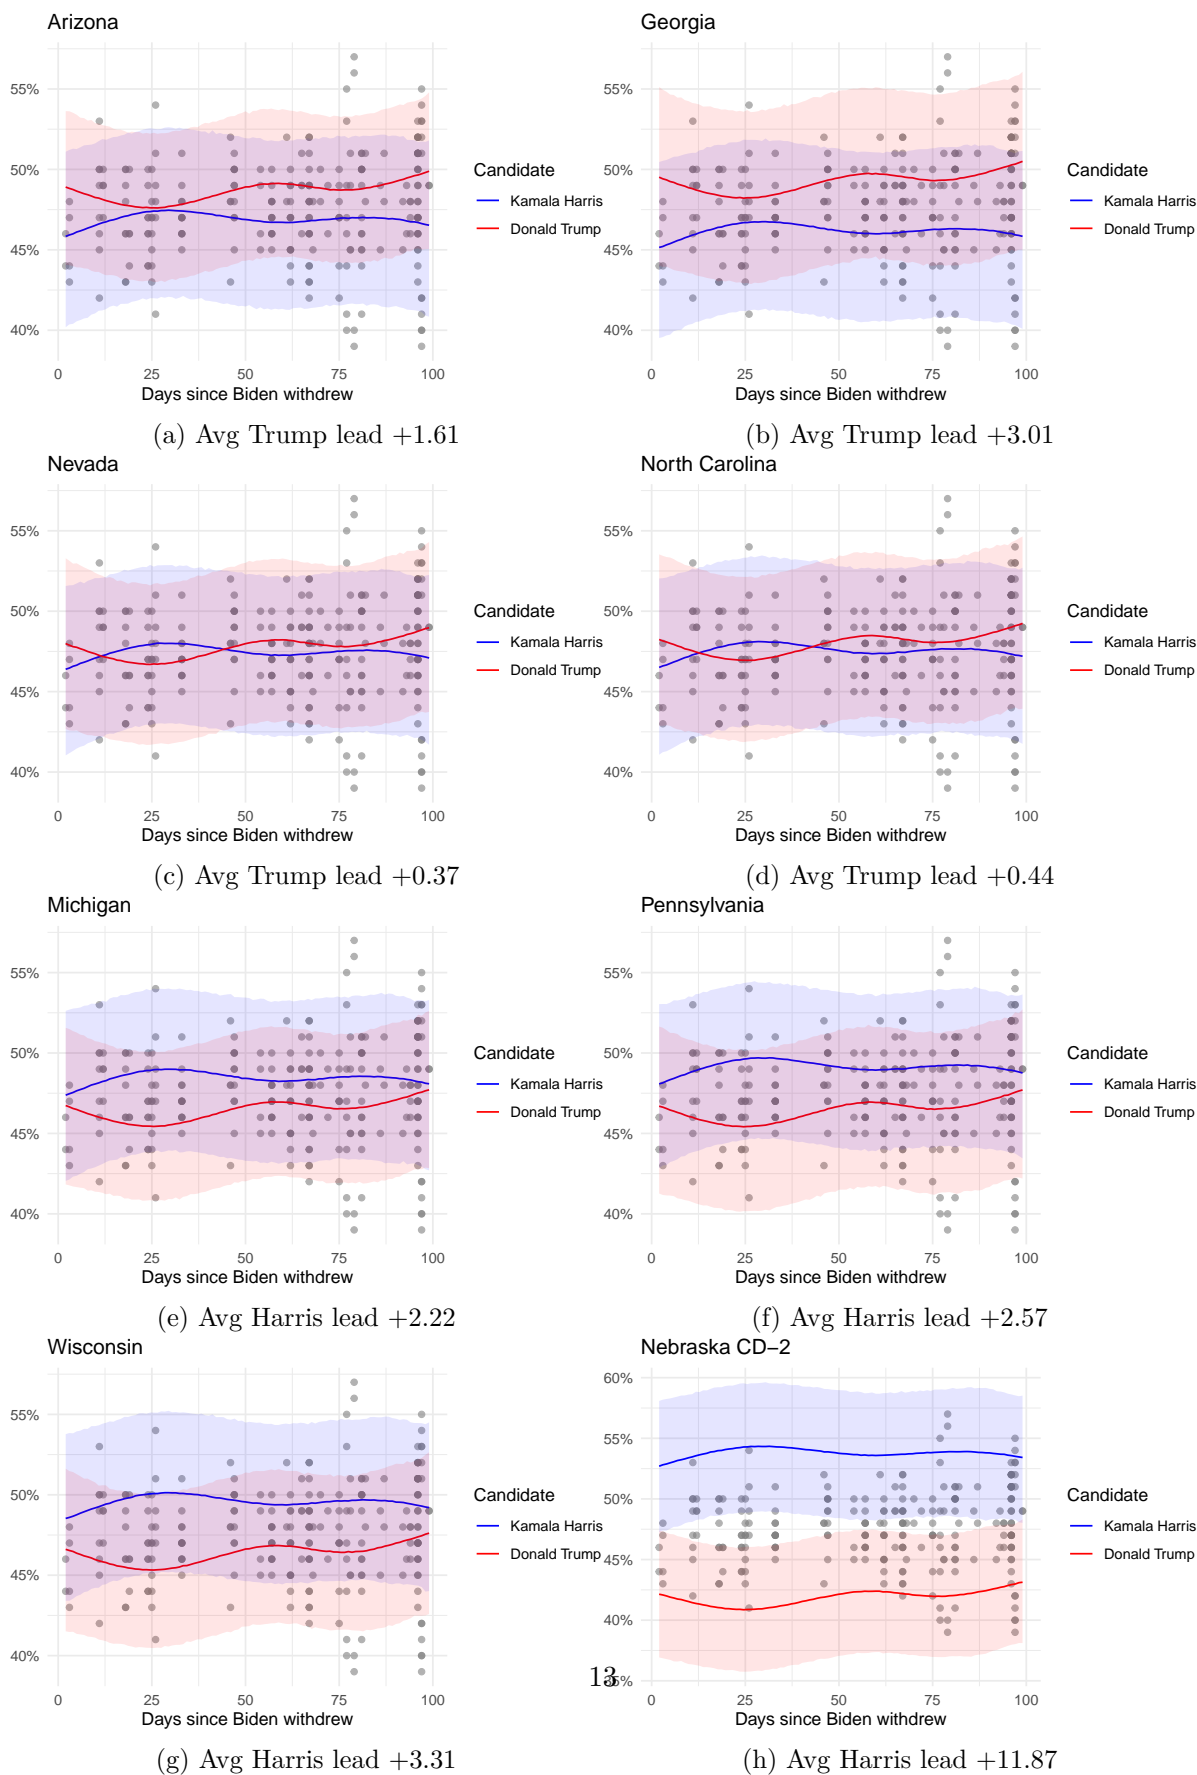 Arizona
55%
50%
45%
40%
0 25 50 75 100
Days since Biden withdrew
Candidate
Kamala Harris
Donald Trump
(a) Avg Trump lead +1.61
Georgia
55%
50%
45%
40%
0 25 50 75 100
Days since Biden withdrew
Candidate
Kamala Harris
Donald Trump
(b) Avg Trump lead +3.01
Nevada
55%
50%
45%
40%
0 25 50 75 100
Days since Biden withdrew
Candidate
Kamala Harris
Donald Trump
(c) Avg Trump lead +0.37
North Carolina
55%
50%
45%
40%
0 25 50 75 100
Days since Biden withdrew
Candidate
Kamala Harris
Donald Trump
(d) Avg Trump lead +0.44
Michigan
55%
50%
45%
40%
0 25 50 75 100
Days since Biden withdrew
Candidate
Kamala Harris
Donald Trump
(e) Avg Harris lead +2.22
Pennsylvania
55%
50%
45%
40%
0 25 50 75 100
Days since Biden withdrew
Candidate
Kamala Harris
Donald Trump
(f) Avg Harris lead +2.57
Wisconsin
55%
50%
45%
40%
0 25 50 75 100
Days since Biden withdrew
Candidate
Kamala Harris
Donald Trump
(g) Avg Harris lead +3.31
Nebraska CD−2
60%
55%
50%
45%
40%
35%
0 25 50 75 100
Days since Biden withdrew
Candidate
Kamala Harris
Donald Trump
(h) Avg Harris lead +11.87
13